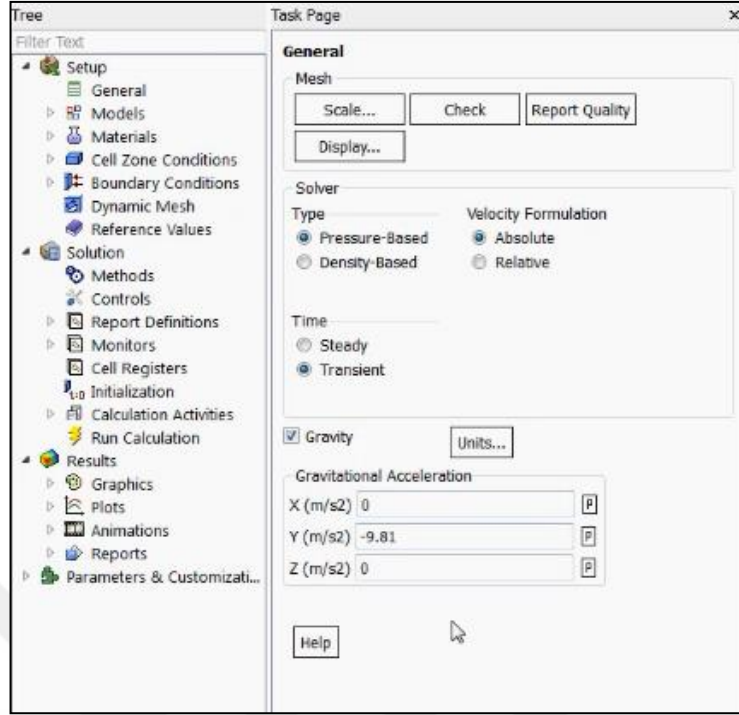 Tree
Task Page
Filter Text
Setup
General
Models
Materials
Cell Zone Conditions
Boundary Conditions
Dynamic Mesh
Reference Values
Solution
Methods
Controls
Report Definitions
Monitors
Cell Registers
Initialization
Calculation Activities
Run Calculation
Results
Graphics
Plots
Animations
Reports
Parameters & Customizati...
General
Mesh
Scale... Check Report Quality
Display...
Solver
Type Velocity Formulation
Pressure-Based Absolute
Density-Based Relative
Time
Steady
Transient
Gravity Units...
Gravitational Acceleration
X (m/s2) 0 P
Y (m/s2) -9.81 P
Z (m/s2) 0 P
Help